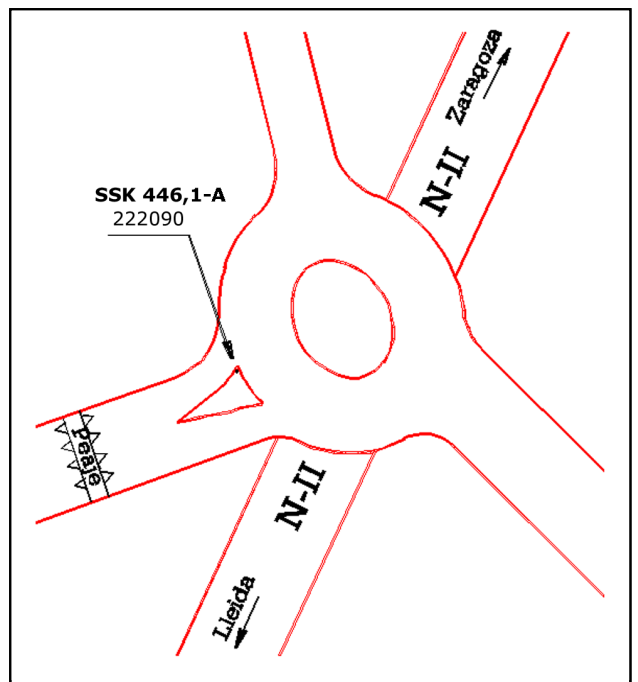 Zaragoza
N-II
SSK 446,1-A
222090
peaje
N-II
Lleida